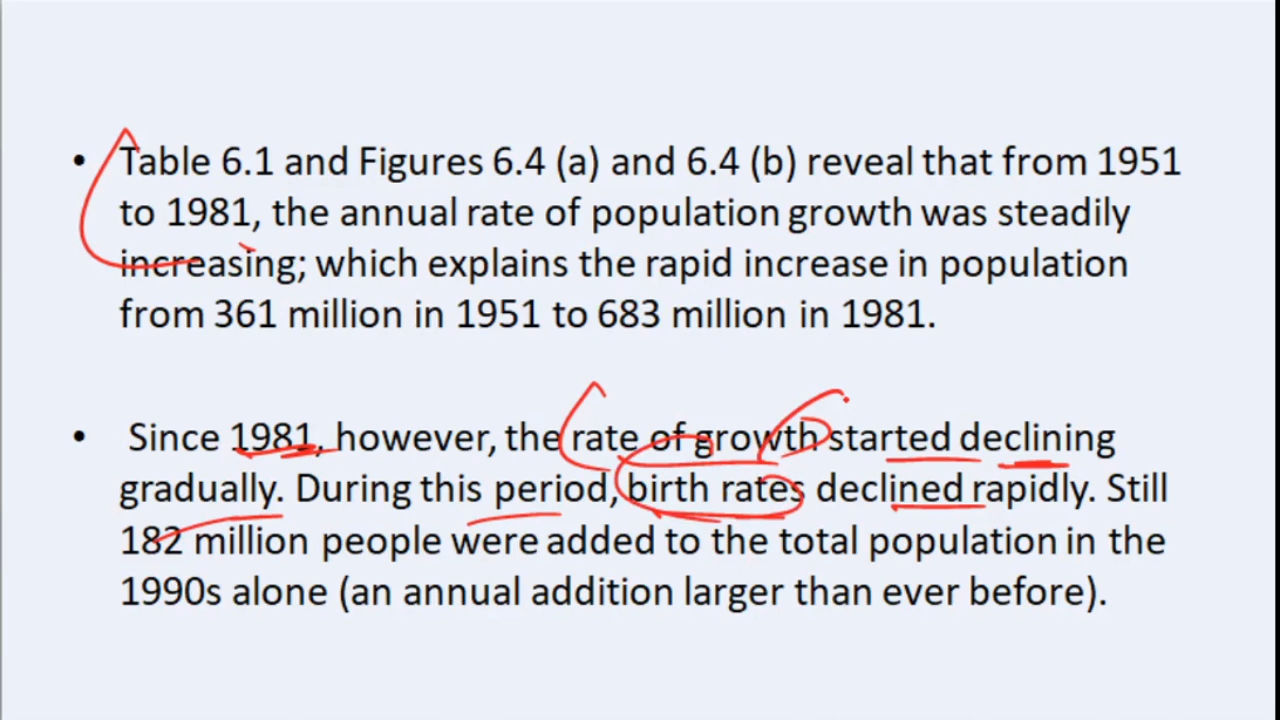 • Table 6.1 and Figures 6.4 (a) and 6.4 (b) reveal that from 1951
to 1981, the annual rate of population growth was steadily
increasing; which explains the rapid increase in population
from 361 million in 1951 to 683 million in 1981.
• Since 1981, however, the rate of growth started declining
gradually. During this period, birth rates declined rapidly. Still
182 million people were added to the total population in the
1990s alone (an annual addition larger than ever before).